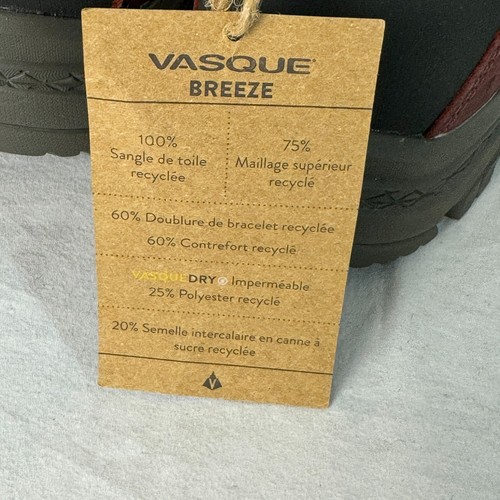 VASQUE
BREEZE
100%
Sangle de toile
recyclée
75%
Maillage supérieur
recyclé
60% Doublure de bracelet recyclée
60% Contrefort recyclé
VASQUEDRY® Imperméable
25% Polyester recyclé
20% Semelle intercalaire en canne à
sucre recyclée
V